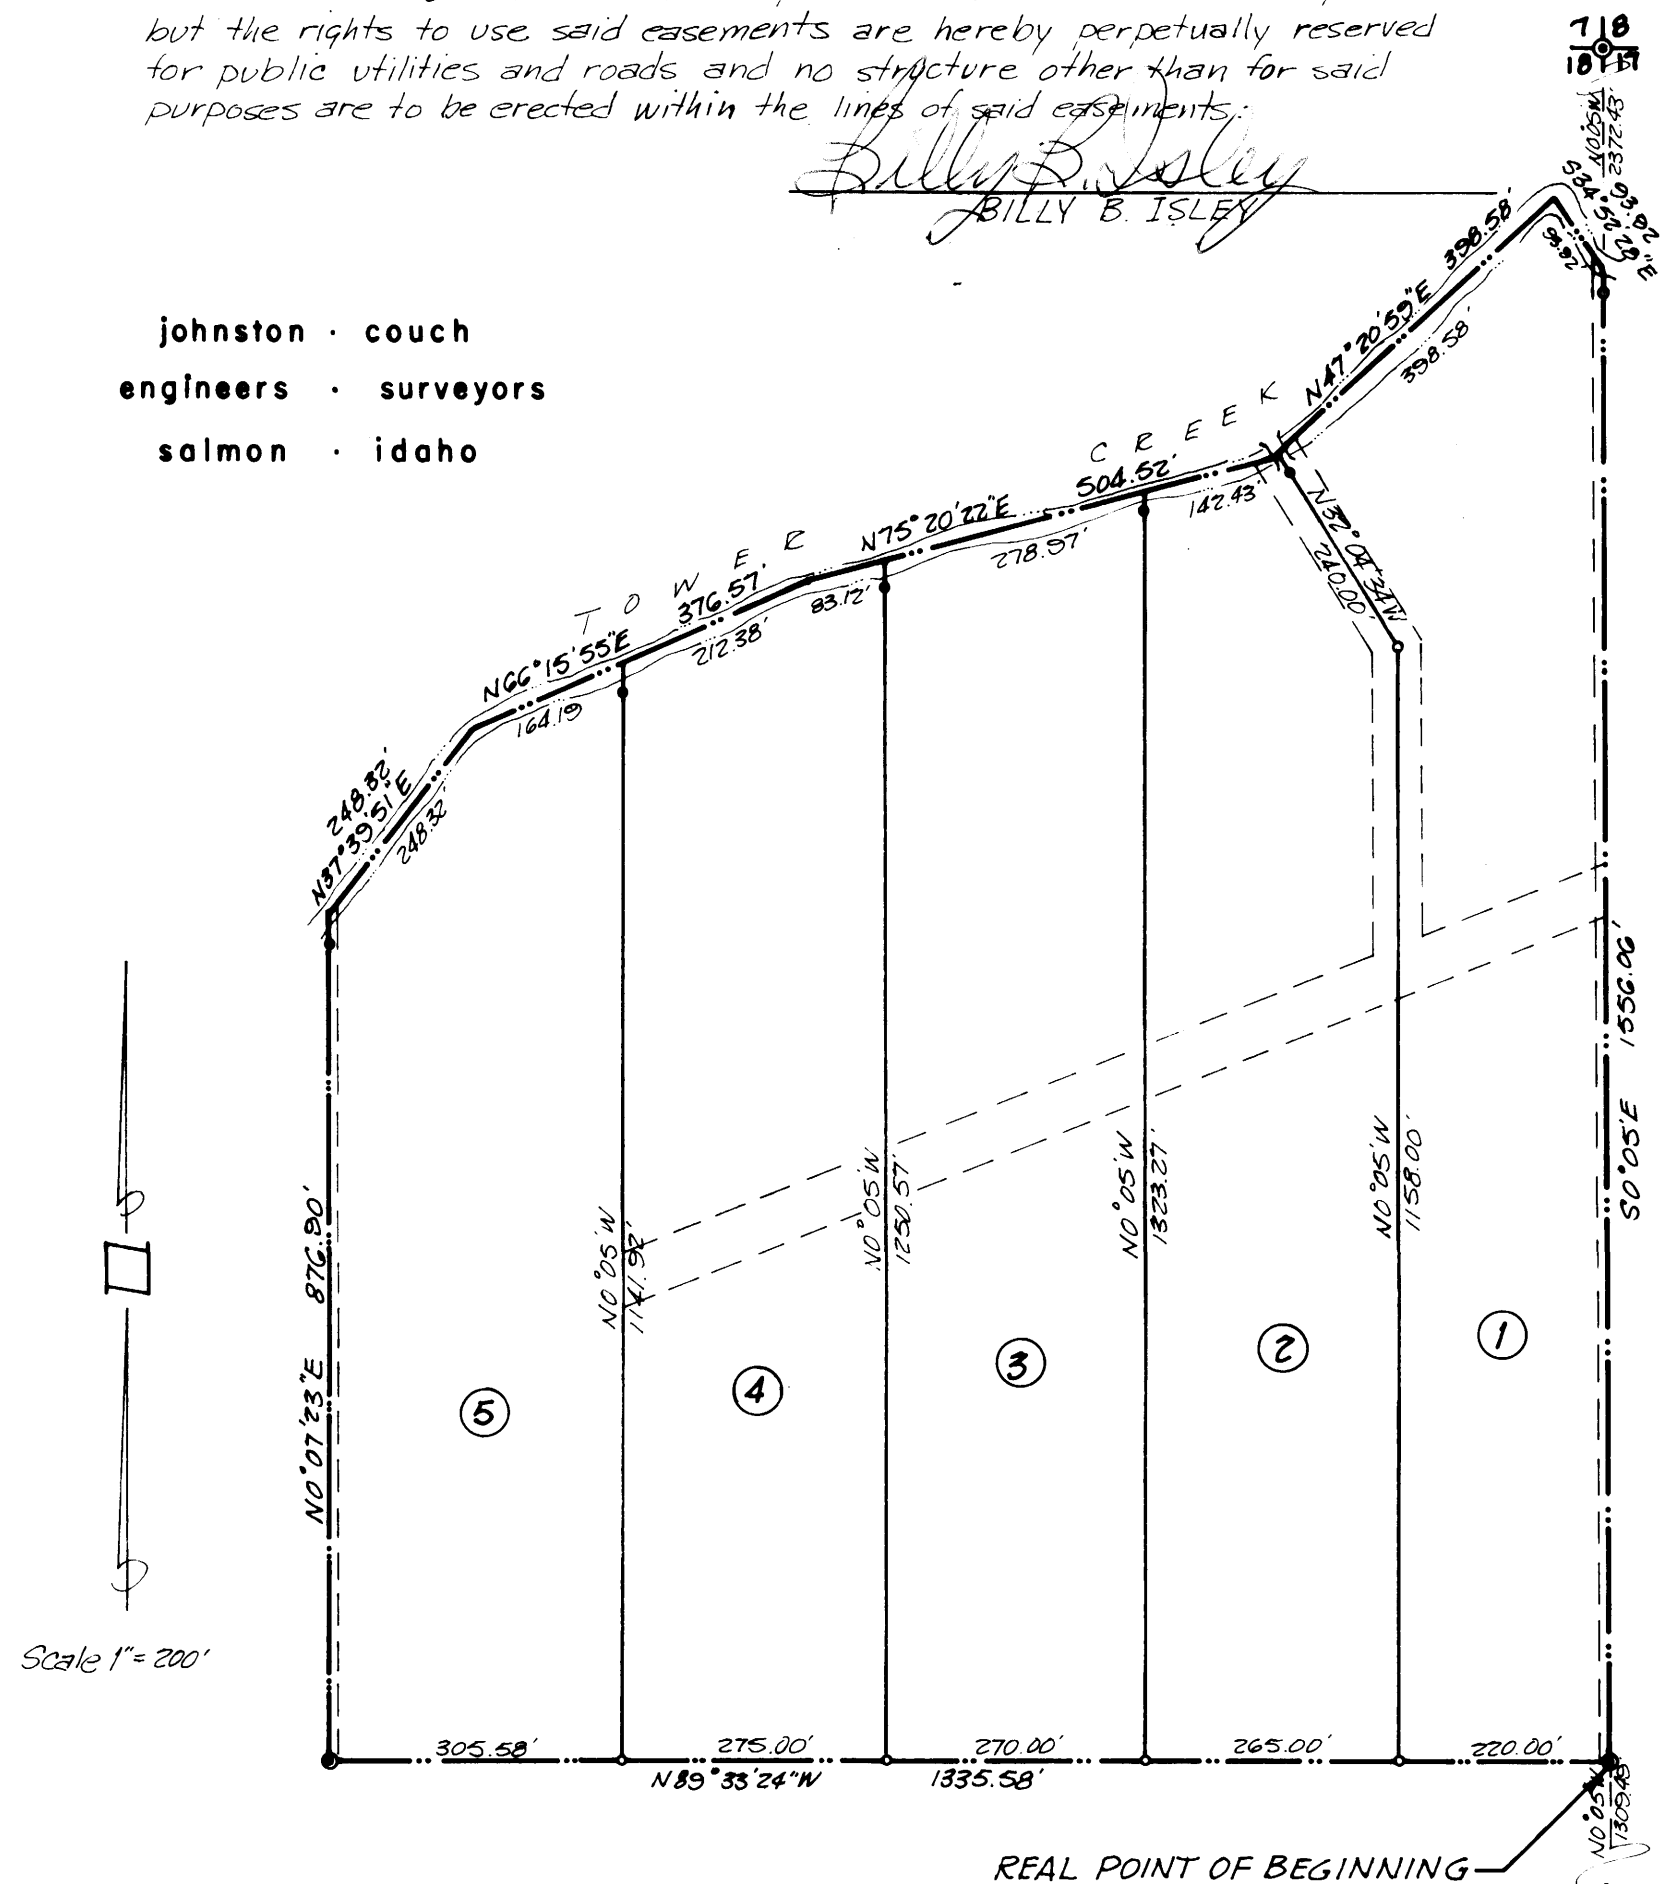 but the rights to use said easements are hereby perpetually reserved
for public utilities and roads and no structure other than for said
purposes are to be erected within the lines of said easements.
Billy B. Isley
BILLY B. ISLEY
7 8
18 17
N0°05'W
2372.43'
S34°52'28"E
93.92
93.92
johnston · couch
engineers · surveyors
salmon · idaho
N47°20'59"E 398.58'
398.58'
TOWER CREEK
N75°20'22"E 504.52'
142.43'
278.97'
83.12'
N66°15'55"E 376.57'
212.38'
164.19
248.32'
N37°39'51"E
248.32'
N32°04'34"W
240.00'
N0°07'23"E 876.90'
N0°05'W
1141.92'
N0°05'W
1250.57'
N0°05'W
1323.27'
N0°05'W
1158.00'
S0°05'E 1556.06'
5
4
3
2
1
Scale 1"=200'
305.58' 275.00' 270.00' 265.00' 220.00'
N89°33'24"W 1335.58'
N0°05'W
1309.48
REAL POINT OF BEGINNING